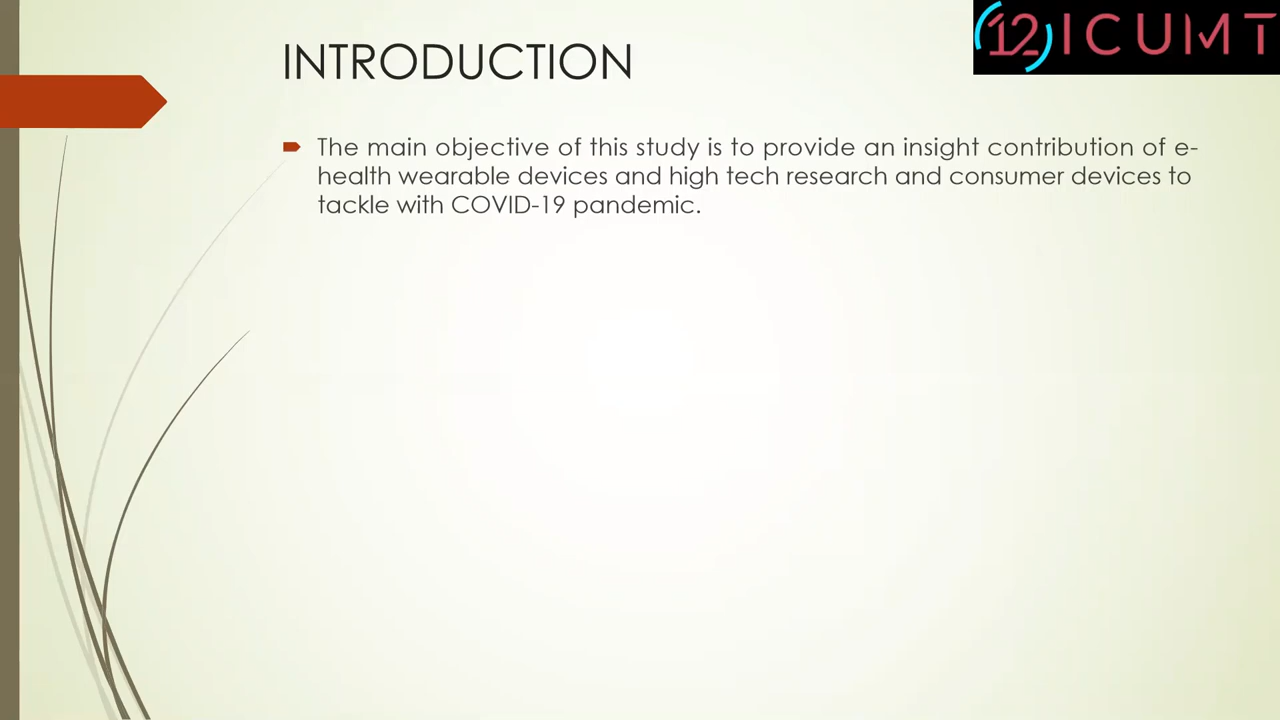 INTRODUCTION
12 ICUMT
The main objective of this study is to provide an insight contribution of e-
health wearable devices and high tech research and consumer devices to
tackle with COVID-19 pandemic.